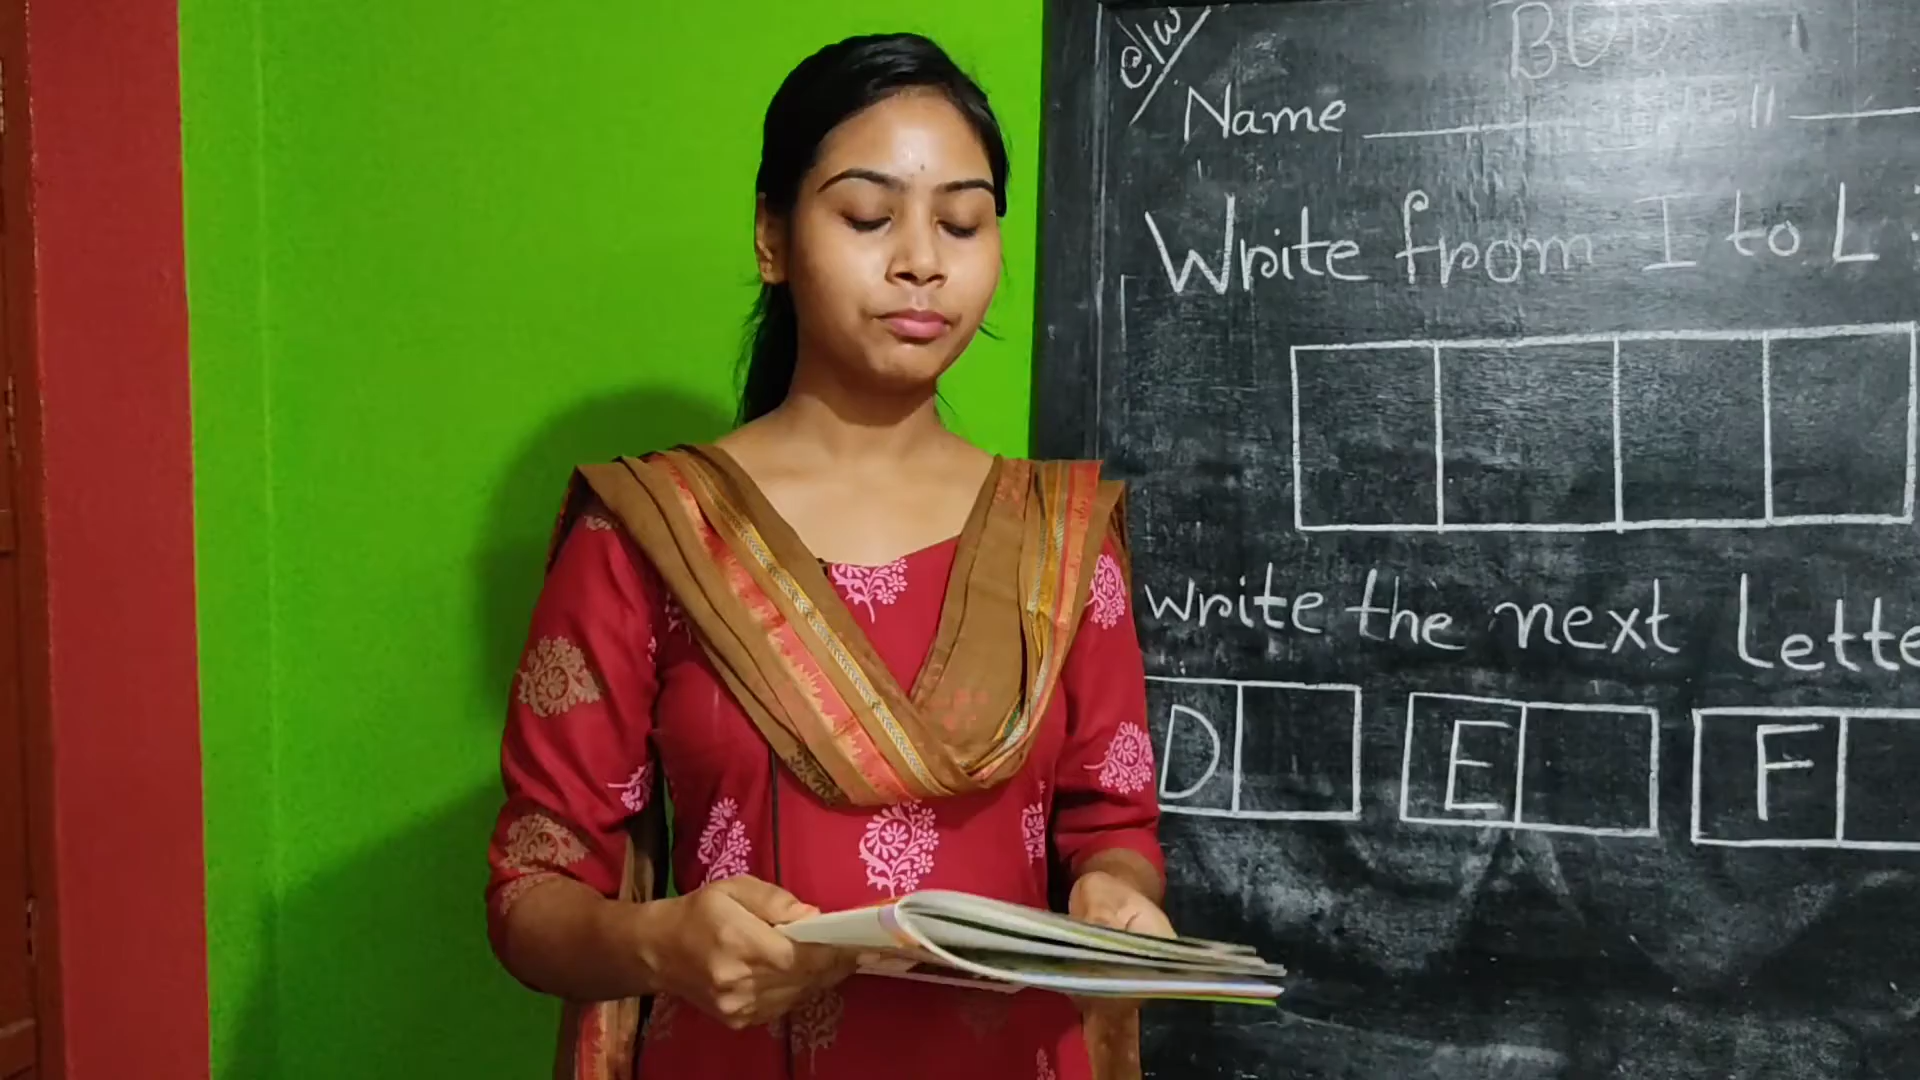 C/W
Name
Write from I to L
Write the next Lette
D E F